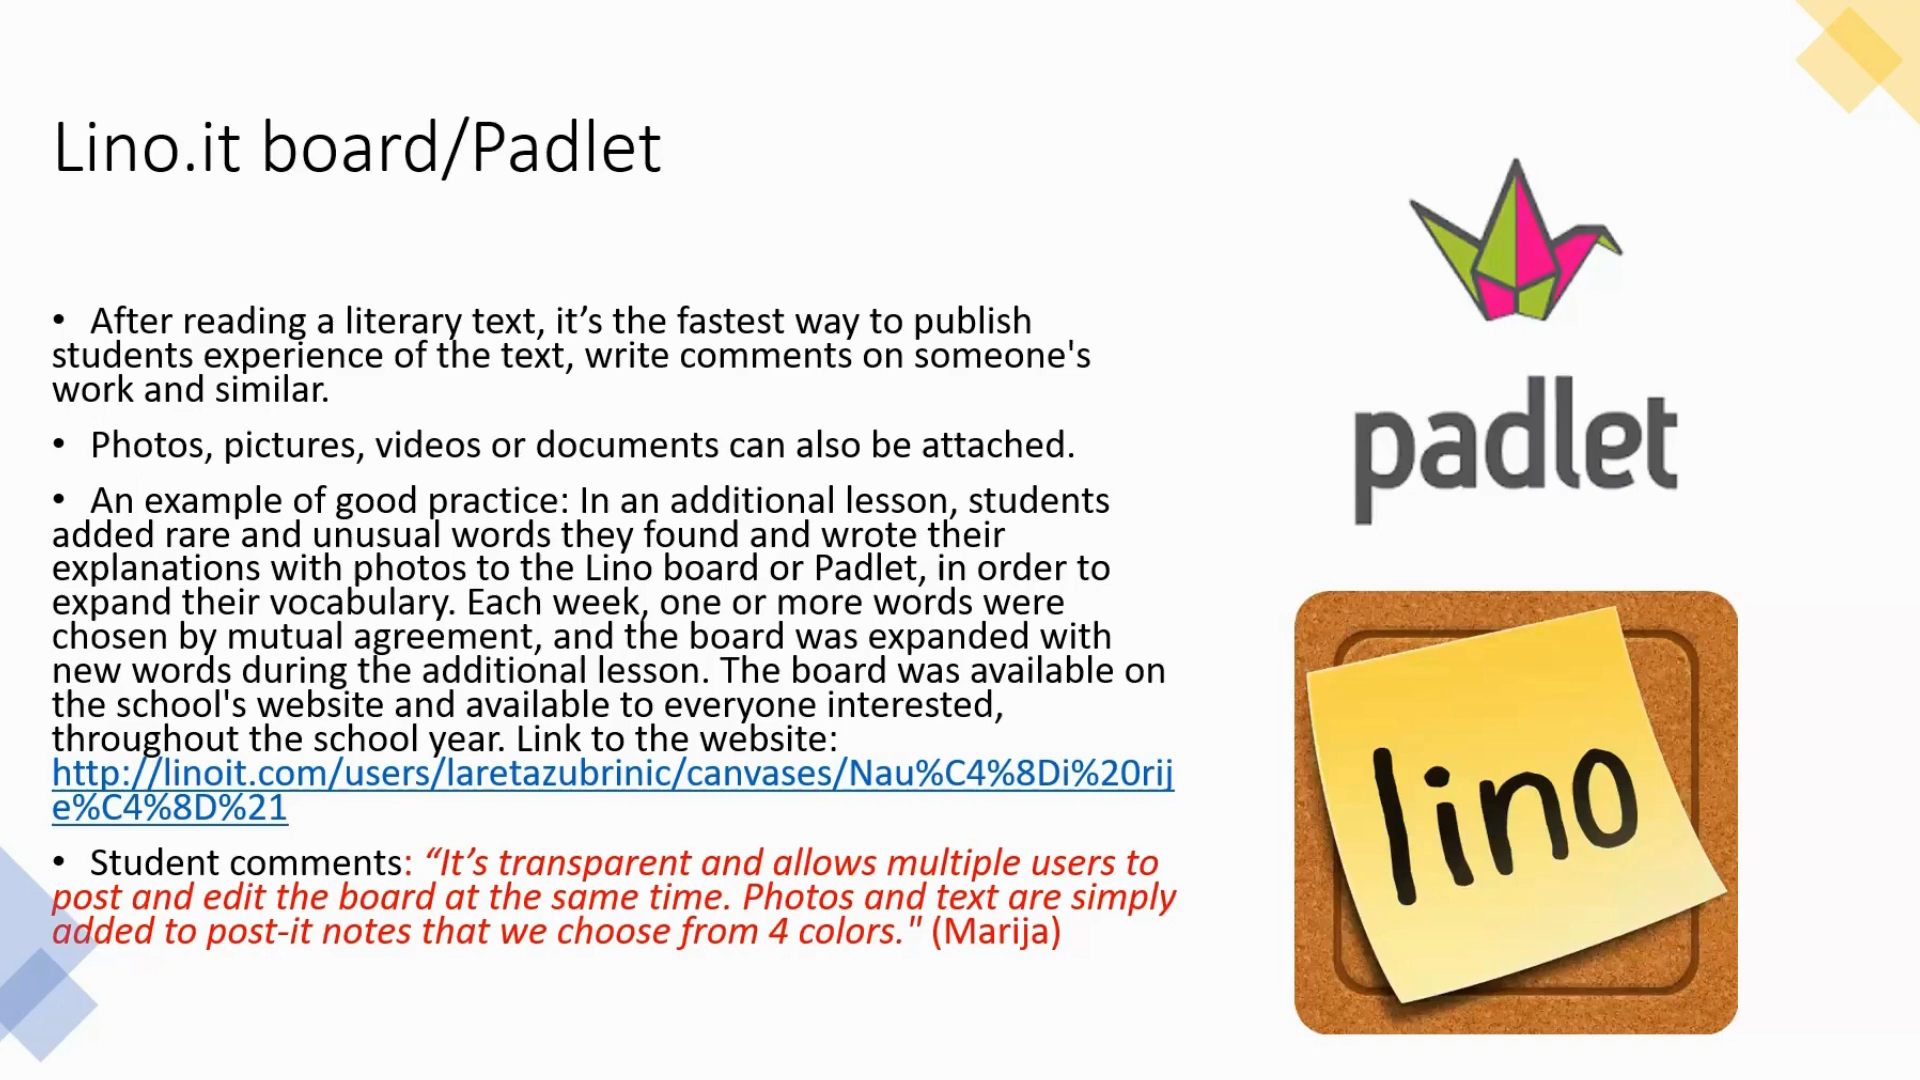 Lino.it board/Padlet
• After reading a literary text, it’s the fastest way to publish
students experience of the text, write comments on someone's
work and similar.
• Photos, pictures, videos or documents can also be attached.
• An example of good practice: In an additional lesson, students
added rare and unusual words they found and wrote their
explanations with photos to the Lino board or Padlet, in order to
expand their vocabulary. Each week, one or more words were
chosen by mutual agreement, and the board was expanded with
new words during the additional lesson. The board was available on
the school's website and available to everyone interested,
throughout the school year. Link to the website:
http://linoit.com/users/laretazubrinic/canvases/Nau%C4%8Di%20rij
e%C4%8D%21
• Student comments: “It’s transparent and allows multiple users to
post and edit the board at the same time. Photos and text are simply
added to post-it notes that we choose from 4 colors." (Marija)
padlet
lino